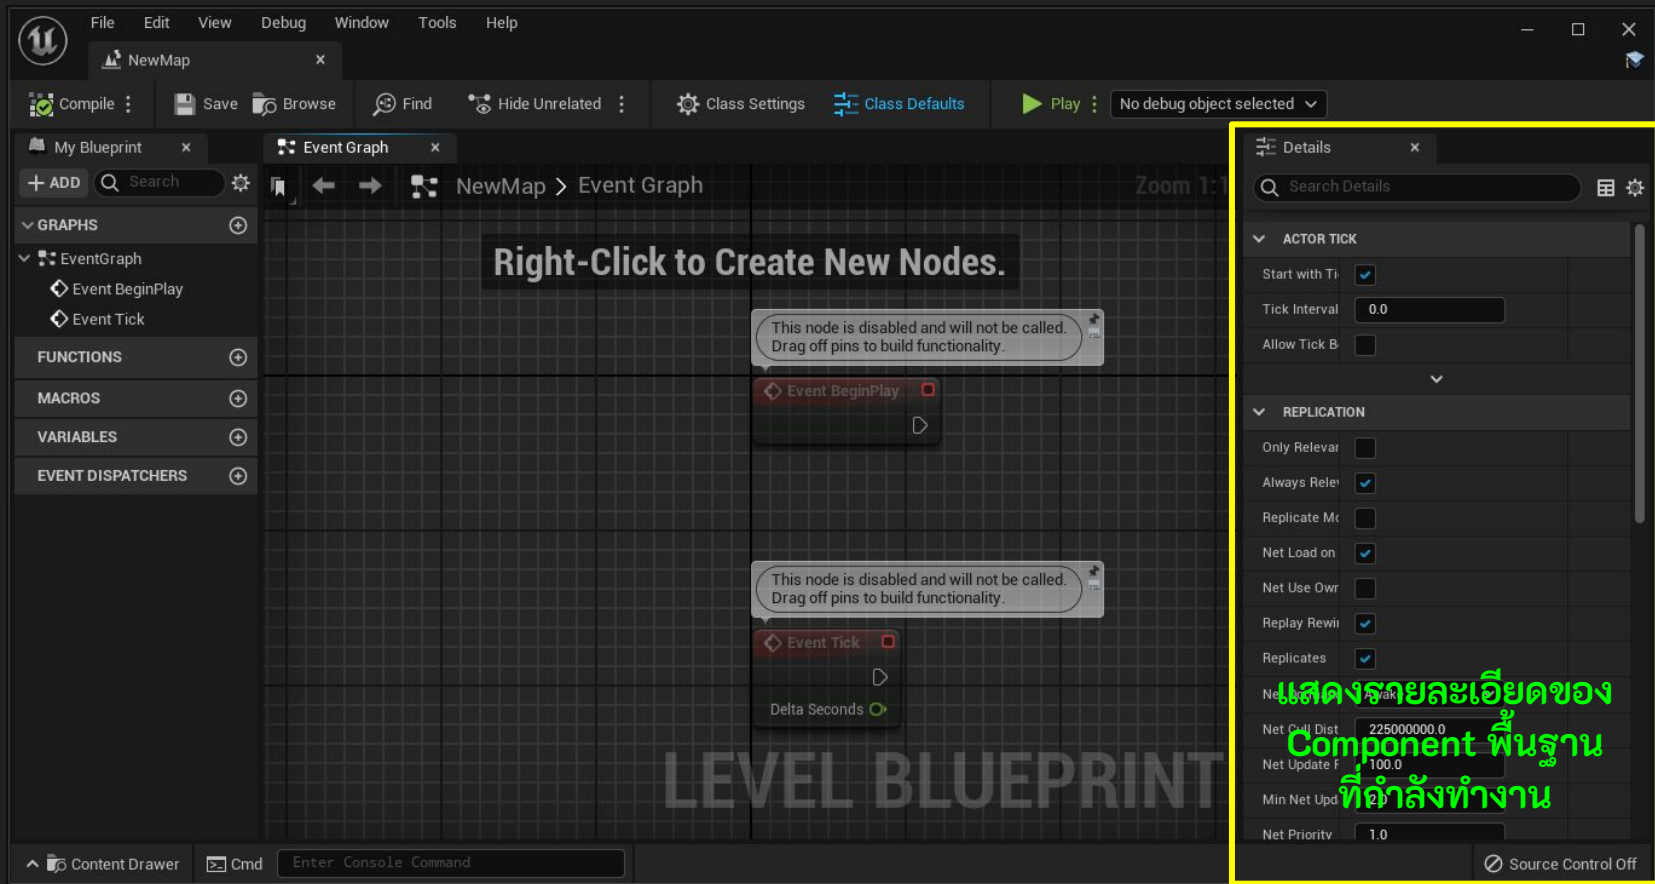 File Edit View Debug Window Tools Help
NewMap
Compile Save Browse Find Hide Unrelated Class Settings Class Defaults Play No debug object selected
My Blueprint
Event Graph
Details
ADD Search
NewMap > Event Graph
Zoom 1:1
Search Details
GRAPHS
EventGraph
Event BeginPlay
Event Tick
FUNCTIONS
MACROS
VARIABLES
EVENT DISPATCHERS
Right-Click to Create New Nodes.
This node is disabled and will not be called.
Drag off pins to build functionality.
Event BeginPlay
This node is disabled and will not be called.
Drag off pins to build functionality.
Event Tick
Delta Seconds
LEVEL BLUEPRINT
ACTOR TICK
Start with Ti
Tick Interval 0.0
Allow Tick B
REPLICATION
Only Relevar
Always Relev
Replicate Mo
Net Load on
Net Use Owr
Replay Rewi
Replicates
แสดงรายละเอียดของ
Net Cull Dist 225000000.0
Component พื้นฐาน
Net Update F 100.0
Min Net Upd
ที่กำลังทำงาน
Net Priority 1.0
Content Drawer Cmd Enter Console Command
Source Control Off